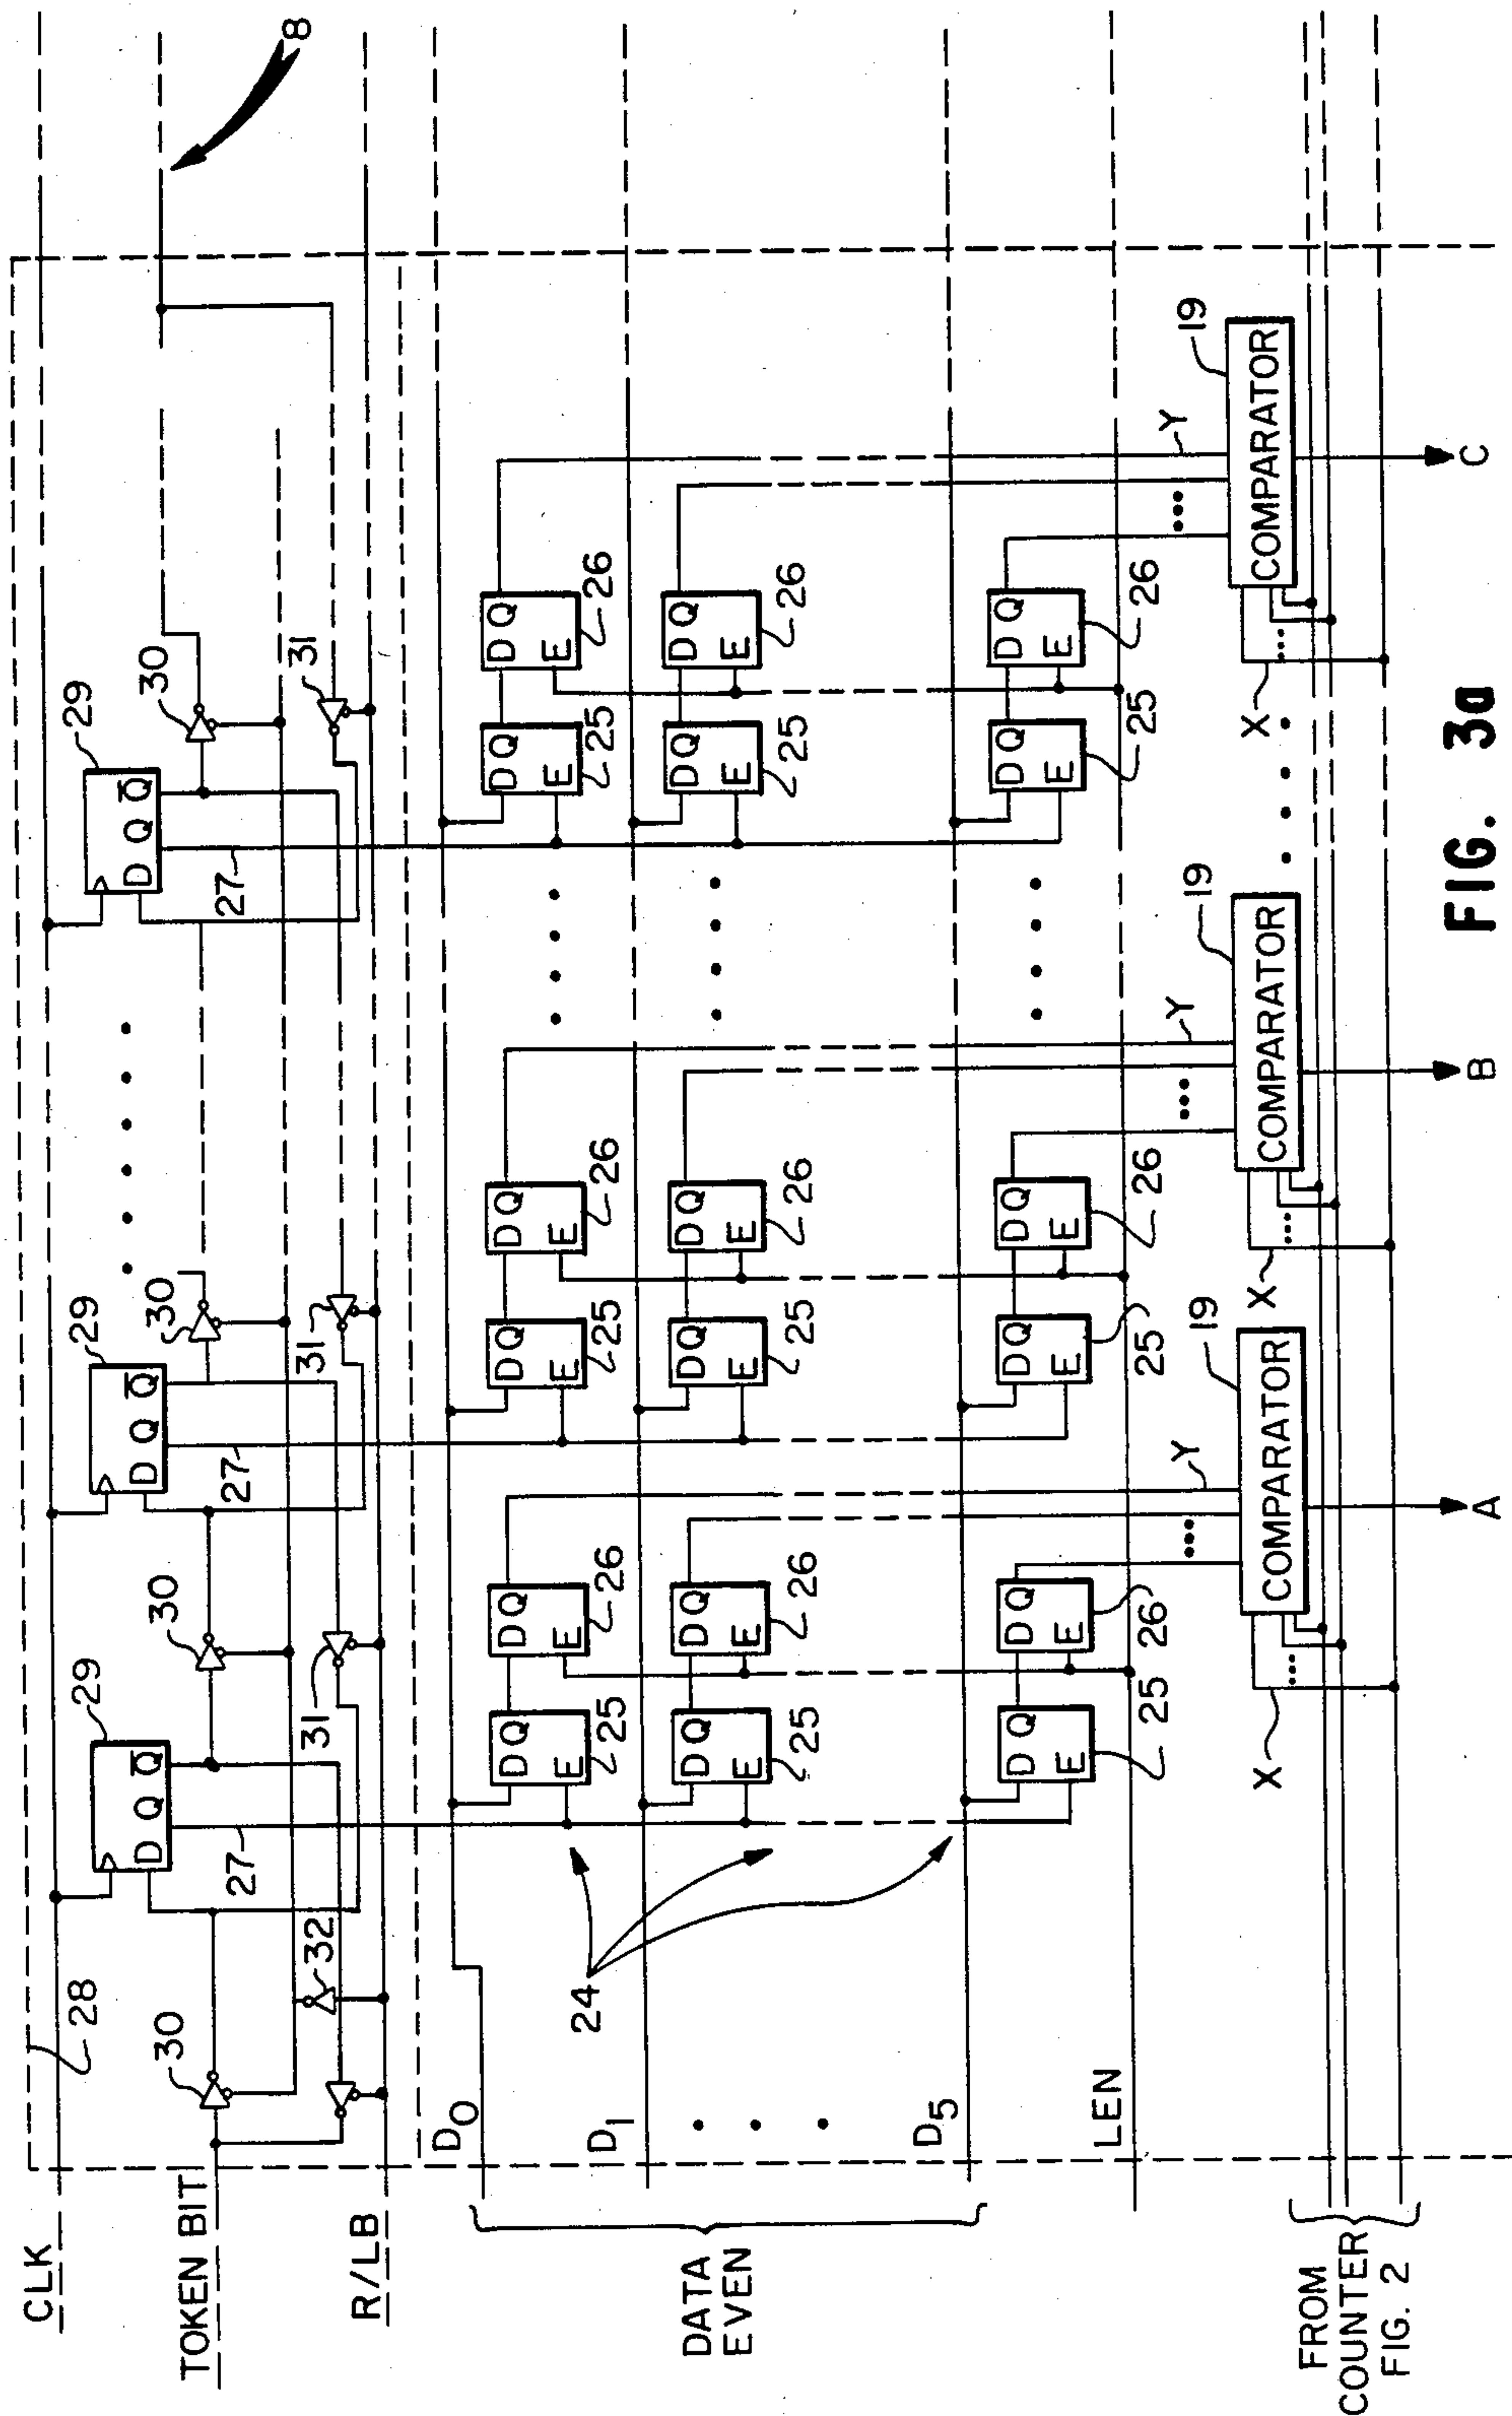 CLK
TOKEN BIT
R/LB
28
30
32
29
27
30
31
29
27
30
31
29
27
30
31
8
D Q Q̅
D Q Q̅
D Q Q̅
DATA
EVEN
D0
D1
D5
LEN
24
D Q
E
25
D Q
E
26
D Q
E
25
D Q
E
26
D Q
E
25
D Q
E
26
D Q
E
25
D Q
E
26
D Q
E
25
D Q
E
26
D Q
E
25
D Q
E
26
D Q
E
25
D Q
E
26
D Q
E
25
D Q
E
26
D Q
E
25
D Q
E
26
Y
Y
Y
19
19
19
COMPARATOR
COMPARATOR
COMPARATOR
X
X
X
FROM
COUNTER
FIG. 2
A
B
C
FIG. 3a